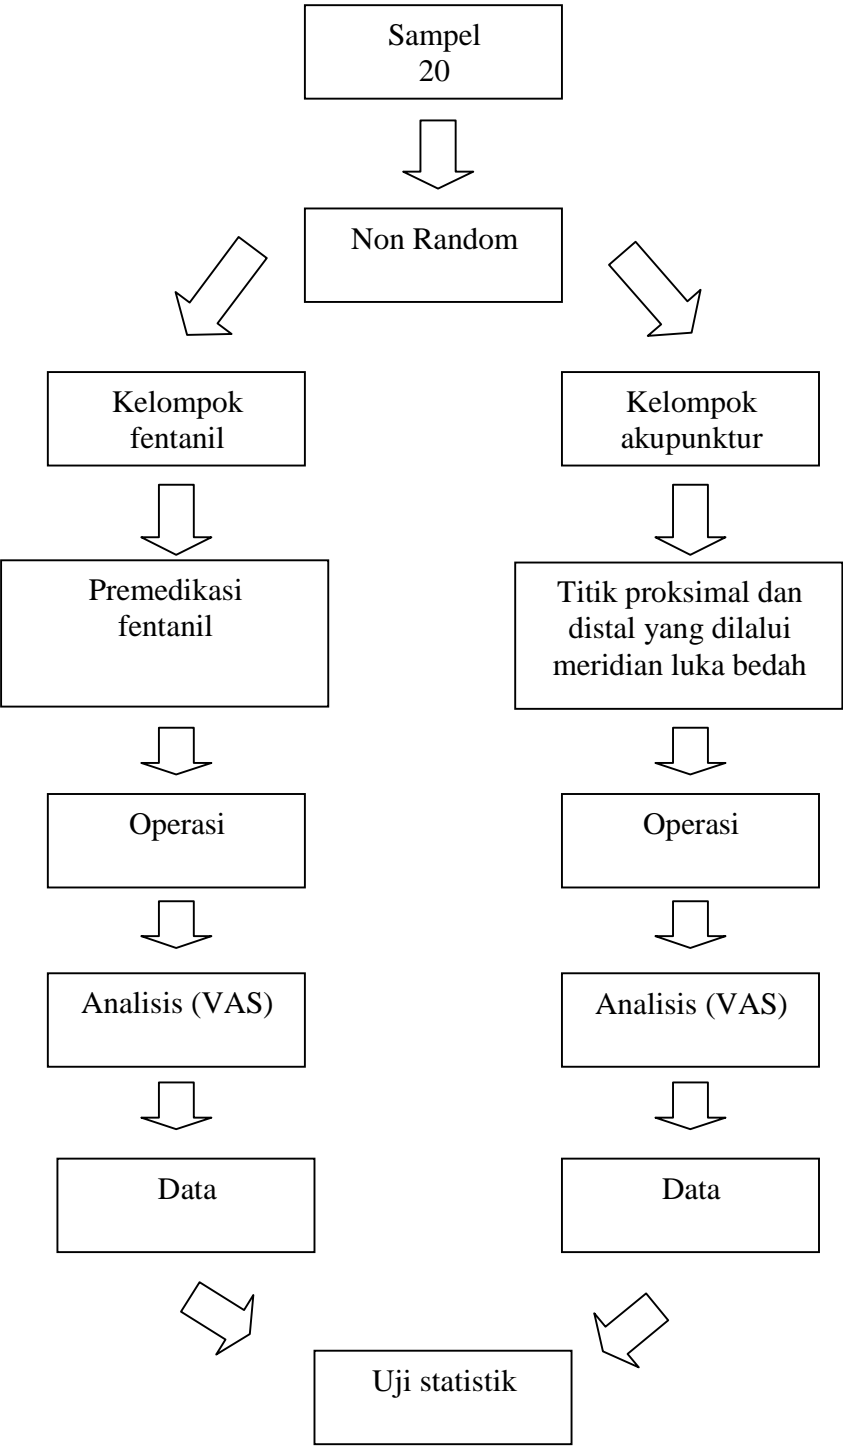 Sampel
20
Non Random
Kelompok
fentanil
Kelompok
akupunktur
Premedikasi
fentanil
Titik proksimal dan
distal yang dilalui
meridian luka bedah
Operasi
Operasi
Analisis (VAS)
Analisis (VAS)
Data
Data
Uji statistik